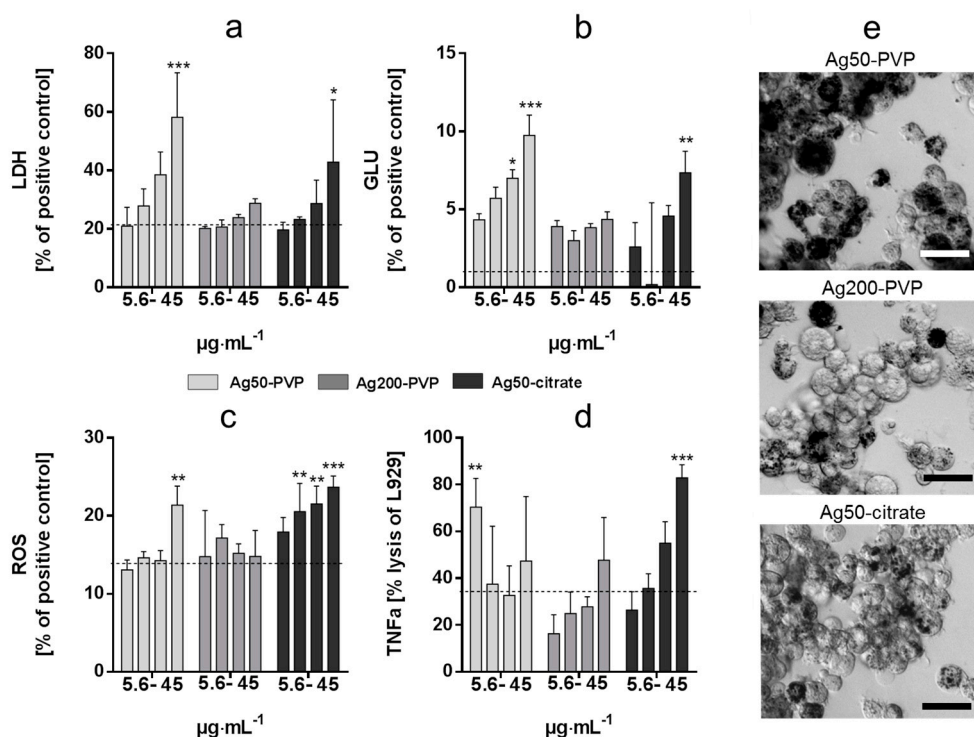 a
LDH
[% of positive control]
80
60
40
20
0
***
*
5.6- 45 5.6- 45 5.6- 45
µg·mL⁻¹
b
GLU
[% of positive control]
15
10
5
0
*
***
**
5.6- 45 5.6- 45 5.6- 45
µg·mL⁻¹
Ag50-PVP Ag200-PVP Ag50-citrate
c
ROS
[% of positive control]
30
20
10
0
**
**
**
***
5.6- 45 5.6- 45 5.6- 45
µg·mL⁻¹
d
TNFa [% lysis of L929]
100
80
60
40
20
0
**
***
5.6- 45 5.6- 45 5.6- 45
µg·mL⁻¹
e
Ag50-PVP
Ag200-PVP
Ag50-citrate